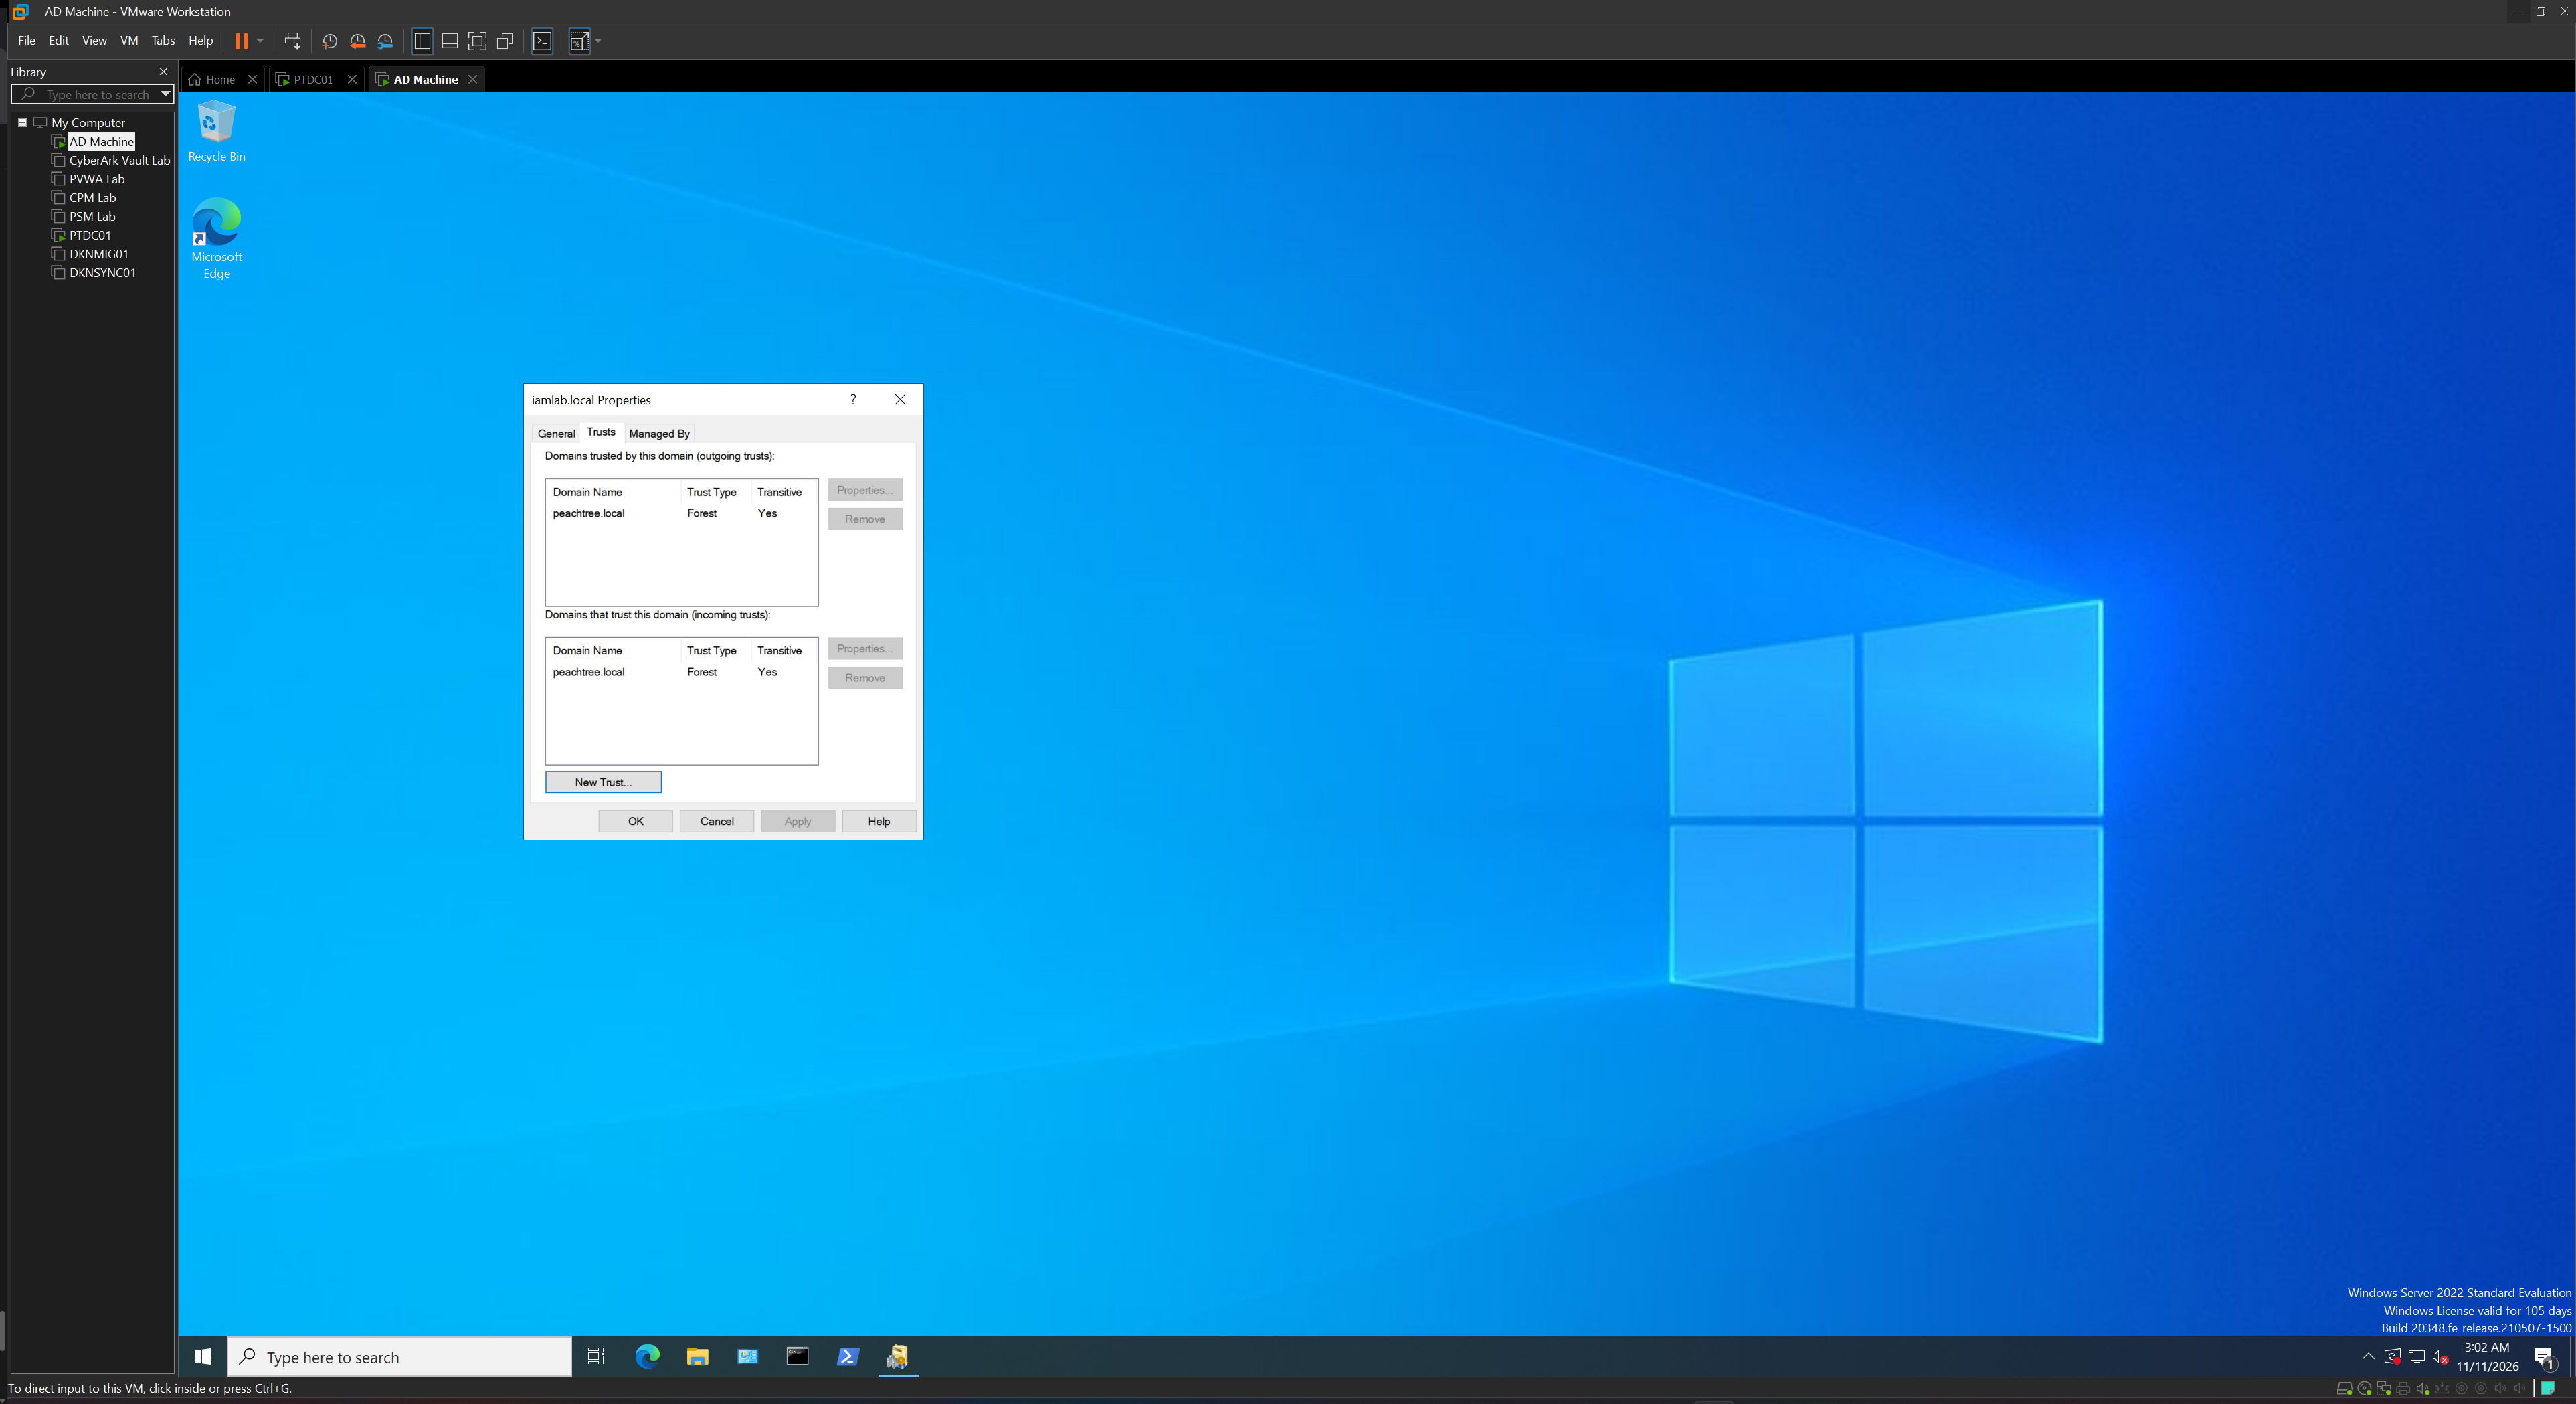 AD Machine - VMware Workstation
File Edit View VM Tabs Help
Library
Type here to search
My Computer
AD Machine
CyberArk Vault Lab
PVWA Lab
CPM Lab
PSM Lab
PTDC01
DKNMIG01
DKNSYNC01
Home PTDC01 AD Machine
Recycle Bin
Microsoft
Edge
iamlab.local Properties
?
General Trusts Managed By
Domains trusted by this domain (outgoing trusts):
Domain Name Trust Type Transitive
peachtree.local Forest Yes
Properties...
Remove
Domains that trust this domain (incoming trusts):
Domain Name Trust Type Transitive
peachtree.local Forest Yes
Properties...
Remove
New Trust...
OK Cancel Apply Help
Windows Server 2022 Standard Evaluation
Windows License valid for 105 days
Build 20348.fe_release.210507-1500
Type here to search
3:02 AM
11/11/2026
1
To direct input to this VM, click inside or press Ctrl+G.